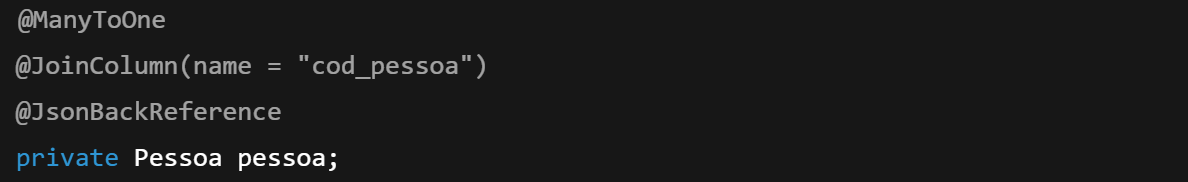 @ManyToOne
@JoinColumn(name = "cod_pessoa")
@JsonBackReference
private Pessoa pessoa;